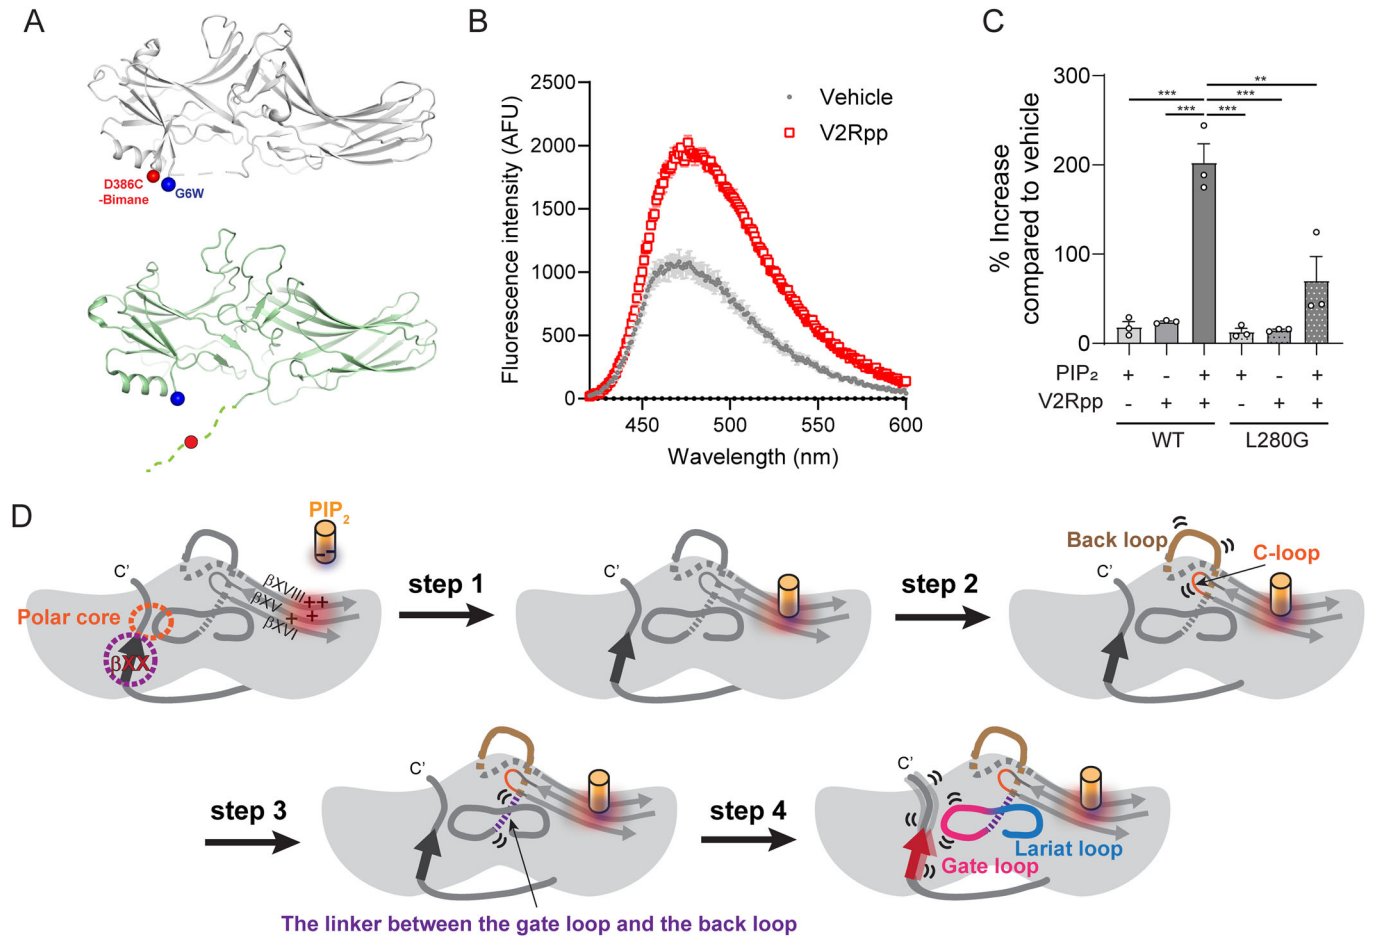 A
D386C
-Bimane
G6W
B
Fluorescence intensity (AFU)
2500
2000
1500
1000
500
0
450
500
550
600
Wavelength (nm)
Vehicle
V2Rpp
C
% Increase
compared to vehicle
300
200
100
0
**
*** ***
*** ***
PIP₂ + - + + - +
V2Rpp - + + - + +
WT L280G
D
PIP₂
C’
Polar core
βXX
βXVIII
βXV
βXVI
++
+ +
--
step 1
C’
step 2
Back loop
C-loop
C’
step 3
C’
The linker between the gate loop and the back loop
step 4
C’
Gate loop
Lariat loop